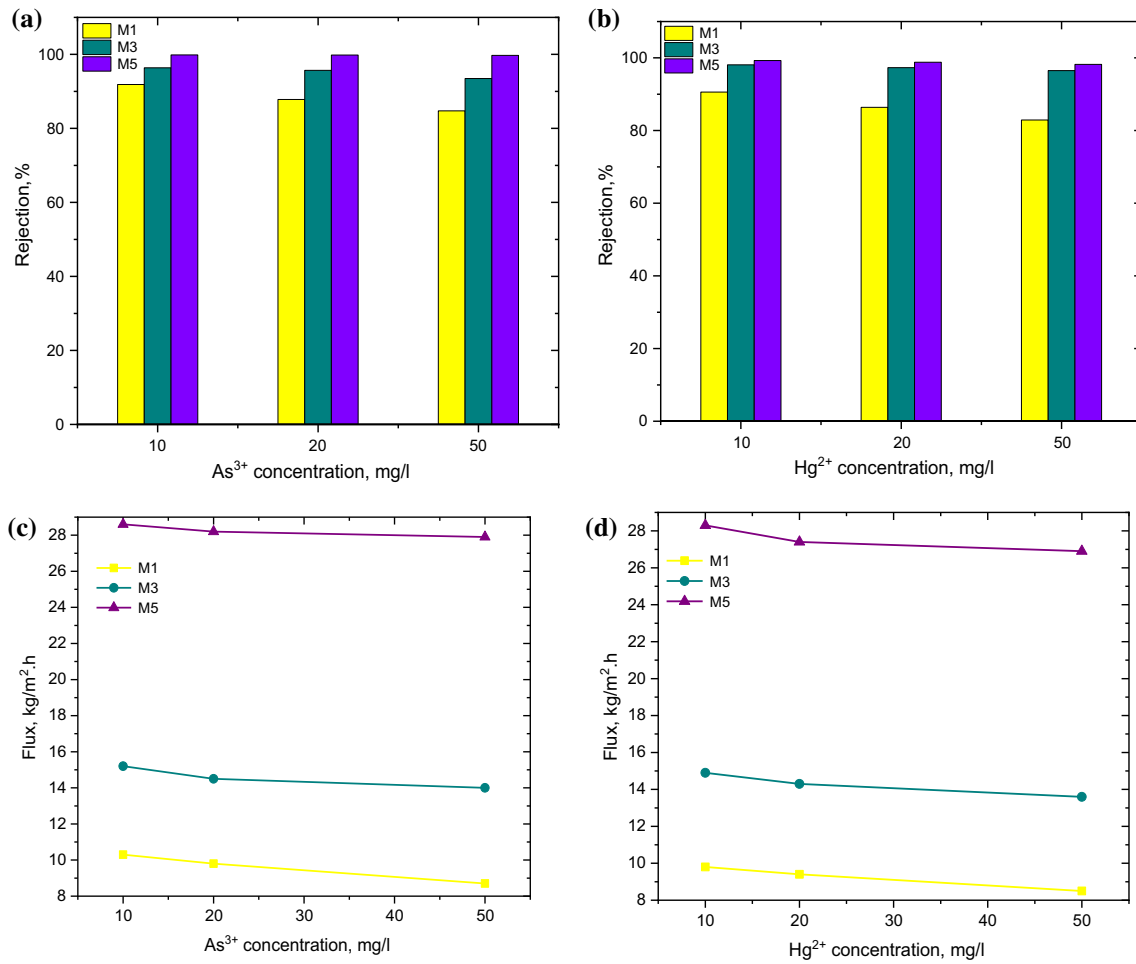 (a)
M1
M3
M5
100
80
60
40
20
0
Rejection,%
10
20
50
As³⁺ concentration, mg/l
(b)
M1
M3
M5
100
80
60
40
20
0
Rejection,%
10
20
50
Hg²⁺ concentration, mg/l
(c)
28
26
24
22
20
18
16
14
12
10
8
Flux, kg/m².h
M1
M3
M5
10
20
30
40
50
As³⁺ concentration, mg/l
(d)
28
26
24
22
20
18
16
14
12
10
8
Flux, kg/m².h
M1
M3
M5
10
20
30
40
50
Hg²⁺ concentration, mg/l